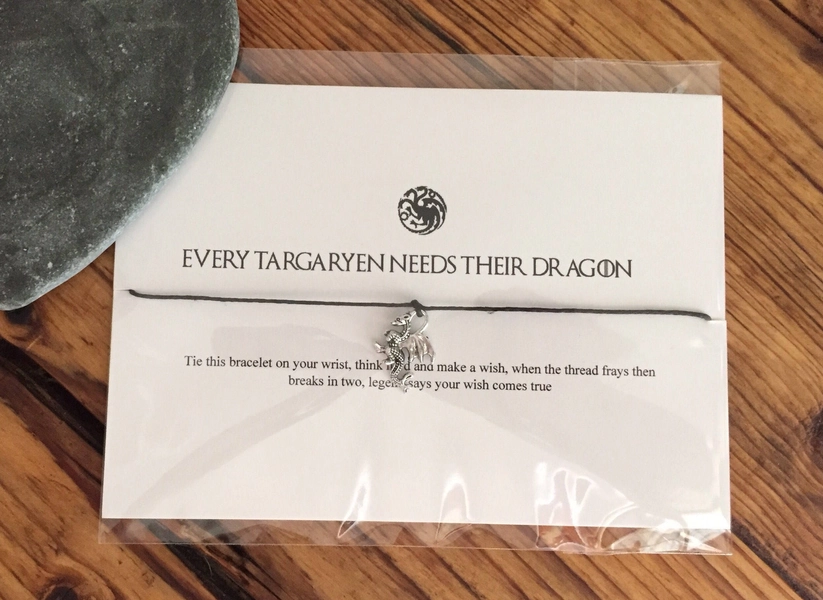 EVERY TARGARYEN NEEDS THEIR DRAGON
Tie this bracelet on your wrist, think and make a wish, when the thread frays then
breaks in two, legend says your wish comes true